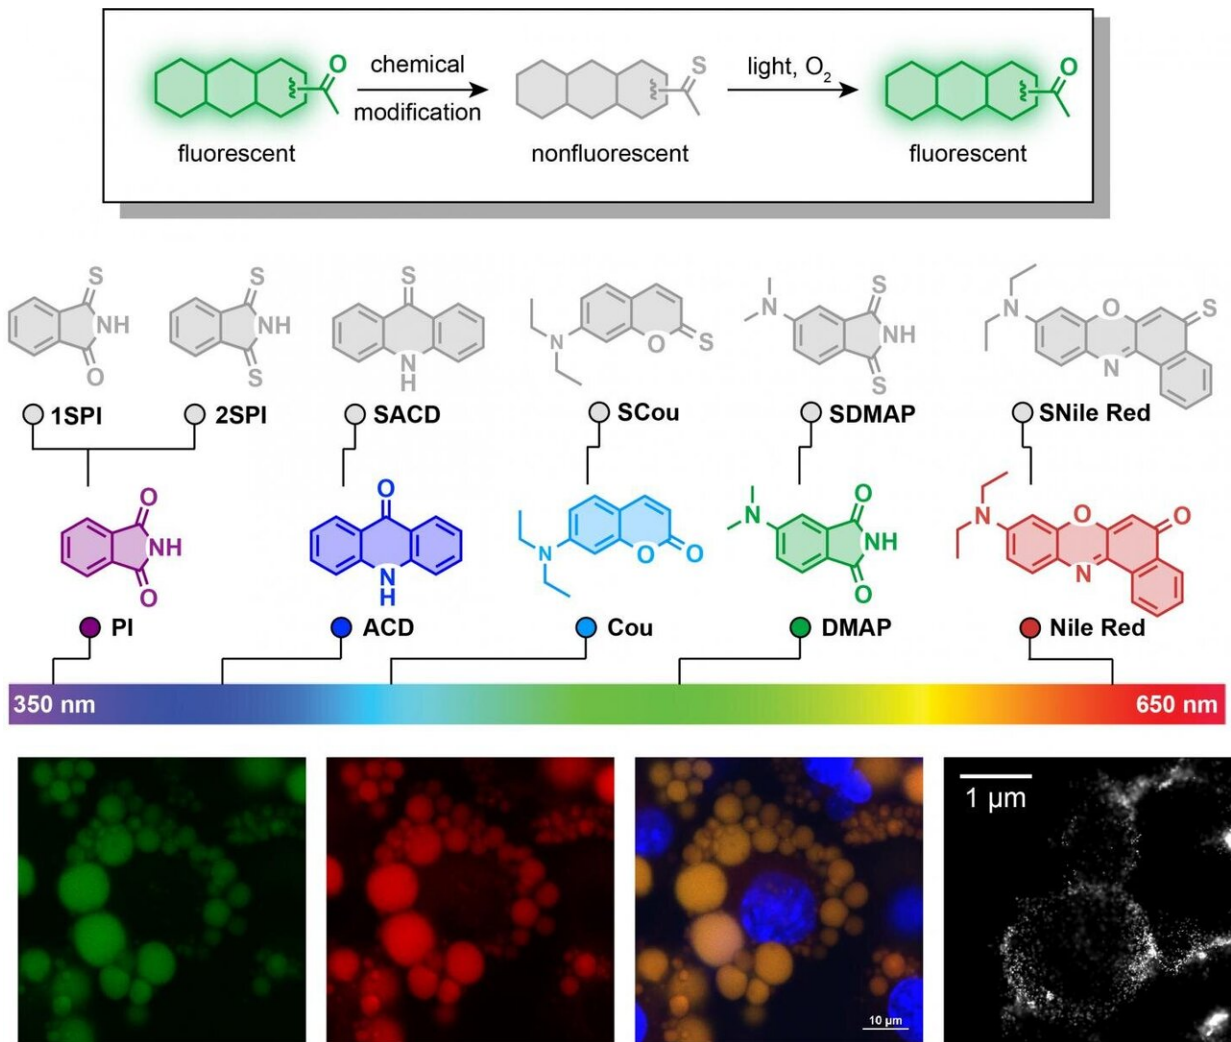 O
chemical
modification
S
light, O₂
O
fluorescent
nonfluorescent
fluorescent
S
NH
O
1SPI
S
NH
S
2SPI
S
N
H
SACD
N
O
S
SCou
N
S
NH
S
SDMAP
N
O
N
S
SNile Red
O
NH
O
PI
O
N
H
ACD
N
O
O
Cou
N
O
NH
O
DMAP
N
O
N
O
Nile Red
350 nm
650 nm
10 µm
1 µm